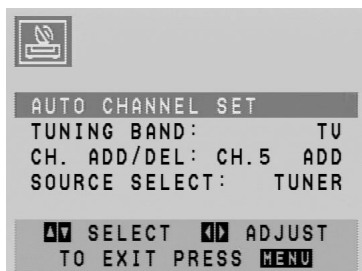 AUTO CHANNEL SET
TUNING BAND: TV
CH. ADD/DEL: CH.5 ADD
SOURCE SELECT: TUNER
▲▼ SELECT ◀▶ ADJUST
TO EXIT PRESS MENU